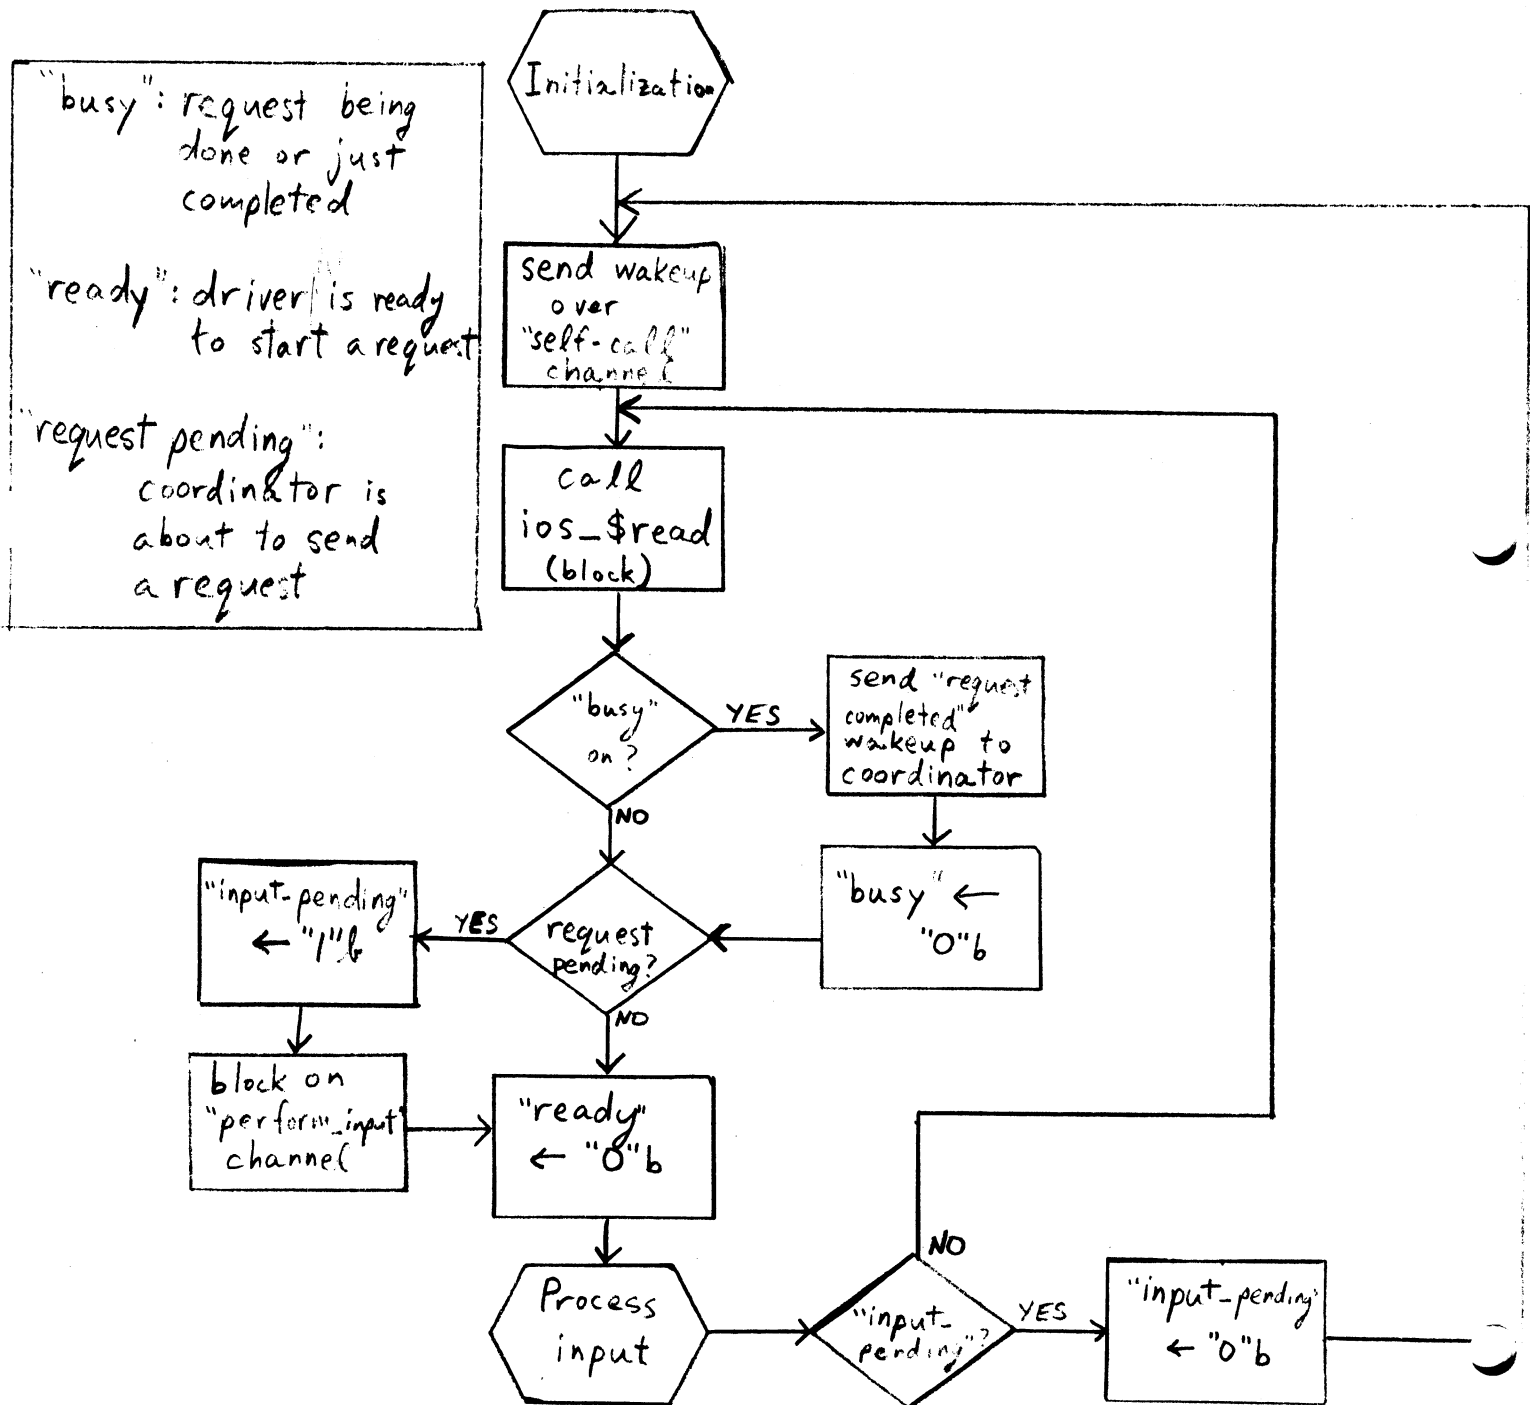 "busy": request being
done or just
completed
"ready": driver is ready
to start a request
"request pending":
coordinator is
about to send
a request
Initialization
send wakeup
over
"self-call"
channel
call
ios_$read
(block)
"busy"
on?
YES
NO
send "request
completed"
wakeup to
coordinator
"busy" ←
"0"b
request
pending?
YES
NO
"input-pending"
← "1"b
block on
"perform_input"
channel
"ready"
← "0"b
Process
input
"input-
pending"?
NO
YES
"input-pending"
← "0"b